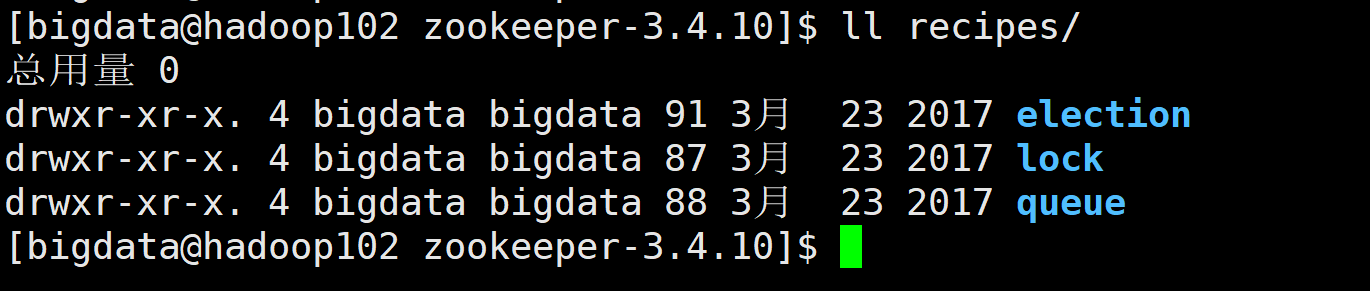 [bigdata@hadoop102 zookeeper-3.4.10]$ ll recipes/
总用量 0
drwxr-xr-x. 4 bigdata bigdata 91 3月  23 2017 election
drwxr-xr-x. 4 bigdata bigdata 87 3月  23 2017 lock
drwxr-xr-x. 4 bigdata bigdata 88 3月  23 2017 queue
[bigdata@hadoop102 zookeeper-3.4.10]$